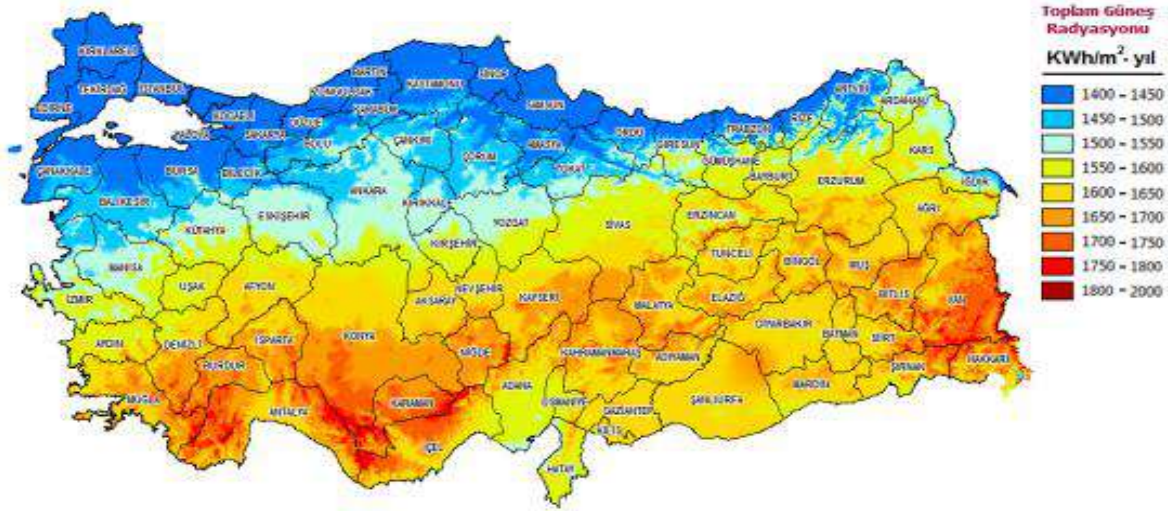 Toplam Güneş
Radyasyonu
KWh/m²- yıl
1400 - 1450
1450 - 1500
1500 - 1550
1550 - 1600
1600 - 1650
1650 - 1700
1700 - 1750
1750 - 1800
1800 - 2000
KIRKLARELİ
TEKİRDAĞ
İSTANBUL
EDİRNE
KOCAELİ
YALOVA
SAKARYA
DÜZCE
ZONGULDAK
BARTIN
KARABÜK
KASTAMONU
SİNOP
SAMSUN
ORDU
GİRESUN
TRABZON
RİZE
ARTVİN
ARDAHAN
ÇANAKKALE
BURSA
BİLECİK
BOLU
ÇANKIRI
ÇORUM
AMASYA
TOKAT
GÜMÜŞHANE
BAYBURT
ERZURUM
KARS
IĞDIR
BALIKESİR
KÜTAHYA
ESKİŞEHİR
ANKARA
KIRIKKALE
YOZGAT
SİVAS
ERZİNCAN
AĞRI
MANİSA
UŞAK
AFYON
KIRŞEHİR
NEVŞEHİR
AKSARAY
KAYSERİ
MALATYA
TUNCELİ
ELAZIĞ
BİNGÖL
MUŞ
BİTLİS
VAN
İZMİR
AYDIN
DENİZLİ
ISPARTA
BURDUR
KONYA
NİĞDE
KAHRAMANMARAŞ
ADIYAMAN
DİYARBAKIR
BATMAN
SİİRT
ŞIRNAK
HAKKARİ
MUĞLA
ANTALYA
KARAMAN
İÇEL
ADANA
OSMANİYE
GAZİANTEP
KİLİS
ŞANLIURFA
MARDİN
HATAY